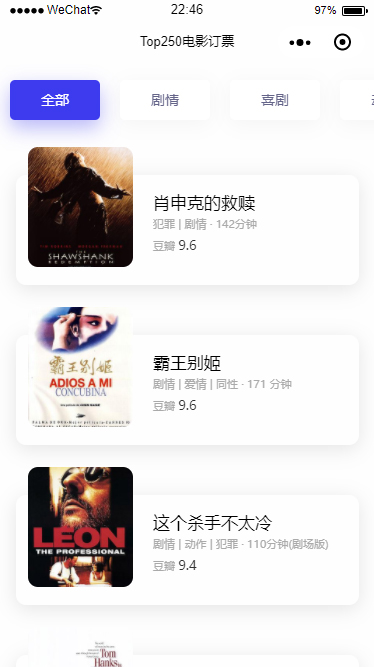 WeChat
22:46
97%
Top250电影订票
全部
剧情
喜剧
THE
SHAWSHANK
REDEMPTION
肖申克的救赎
犯罪 | 剧情 · 142分钟
豆瓣 9.6
霸王别姬
ADIOS A MI
CONCUBINA
霸王别姬
剧情 | 爱情 | 同性 · 171 分钟
豆瓣 9.6
LEON
THE PROFESSIONAL
这个杀手不太冷
剧情 | 动作 | 犯罪 · 110分钟(剧场版)
豆瓣 9.4
Tom
Hanks